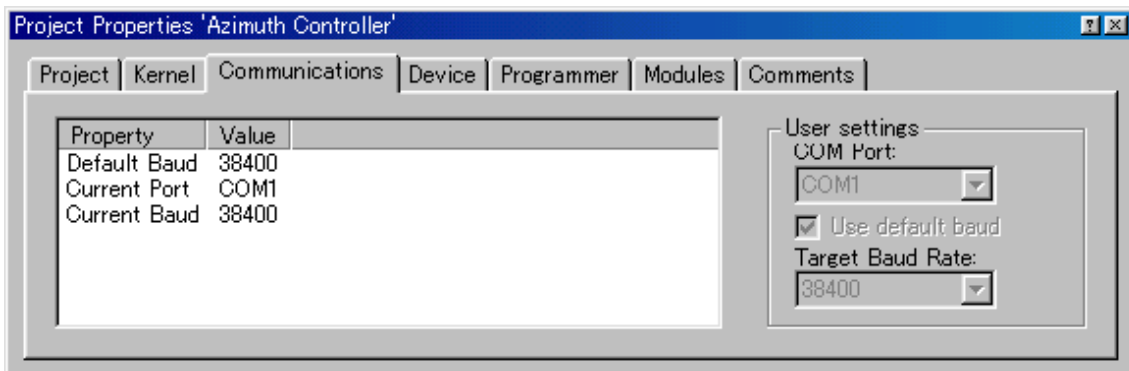 Project Properties 'Azimuth Controller'
Project Kernel Communications Device Programmer Modules Comments
Property Value
Default Baud 38400
Current Port COM1
Current Baud 38400
User settings
COM Port:
COM1
Use default baud
Target Baud Rate:
38400